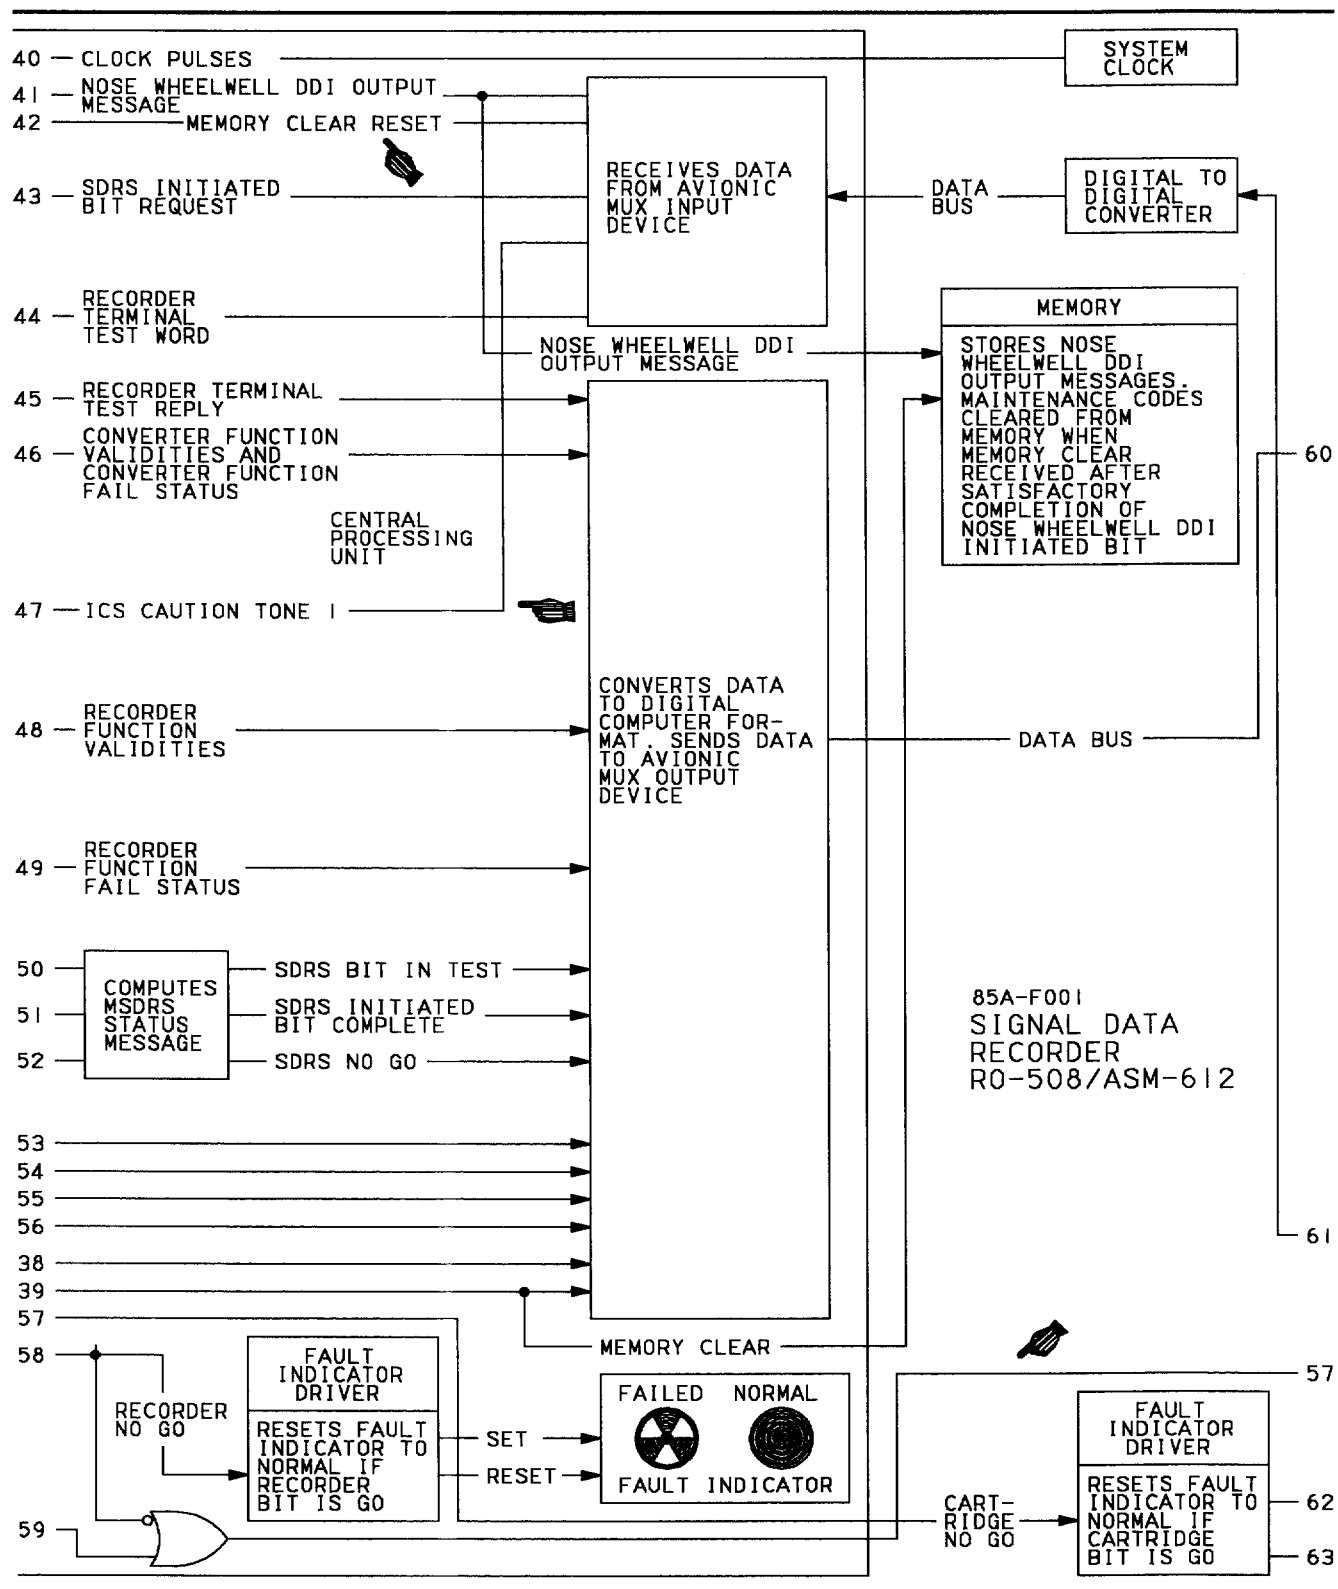 40 — CLOCK PULSES
SYSTEM
CLOCK
41 — NOSE WHEELWELL DDI OUTPUT
MESSAGE
42 — MEMORY CLEAR RESET
43 — SDRS INITIATED
BIT REQUEST
RECEIVES DATA
FROM AVIONIC
MUX INPUT
DEVICE
DATA
BUS
DIGITAL TO
DIGITAL
CONVERTER
44 — RECORDER
TERMINAL
TEST WORD
NOSE WHEELWELL DDI
OUTPUT MESSAGE
MEMORY
STORES NOSE
WHEELWELL DDI
OUTPUT MESSAGES.
MAINTENANCE CODES
CLEARED FROM
MEMORY WHEN
MEMORY CLEAR
RECEIVED AFTER
SATISFACTORY
COMPLETION OF
NOSE WHEELWELL DDI
INITIATED BIT
60
45 — RECORDER TERMINAL
TEST REPLY
46 — CONVERTER FUNCTION
VALIDITIES AND
CONVERTER FUNCTION
FAIL STATUS
CENTRAL
PROCESSING
UNIT
47 — ICS CAUTION TONE 1
48 — RECORDER
FUNCTION
VALIDITIES
CONVERTS DATA
TO DIGITAL
COMPUTER FOR-
MAT. SENDS DATA
TO AVIONIC
MUX OUTPUT
DEVICE
DATA BUS
49 — RECORDER
FUNCTION
FAIL STATUS
50
51
52
COMPUTES
MSDRS
STATUS
MESSAGE
SDRS BIT IN TEST
SDRS INITIATED
BIT COMPLETE
SDRS NO GO
85A-F001
SIGNAL DATA
RECORDER
RO-508/ASM-612
53
54
55
56
38
39
57
61
58
MEMORY CLEAR
57
RECORDER
NO GO
FAULT
INDICATOR
DRIVER
RESETS FAULT
INDICATOR TO
NORMAL IF
RECORDER
BIT IS GO
SET
RESET
FAILED NORMAL
FAULT INDICATOR
59
CART-
RIDGE
NO GO
FAULT
INDICATOR
DRIVER
RESETS FAULT
INDICATOR TO
NORMAL IF
CARTRIDGE
BIT IS GO
62
63